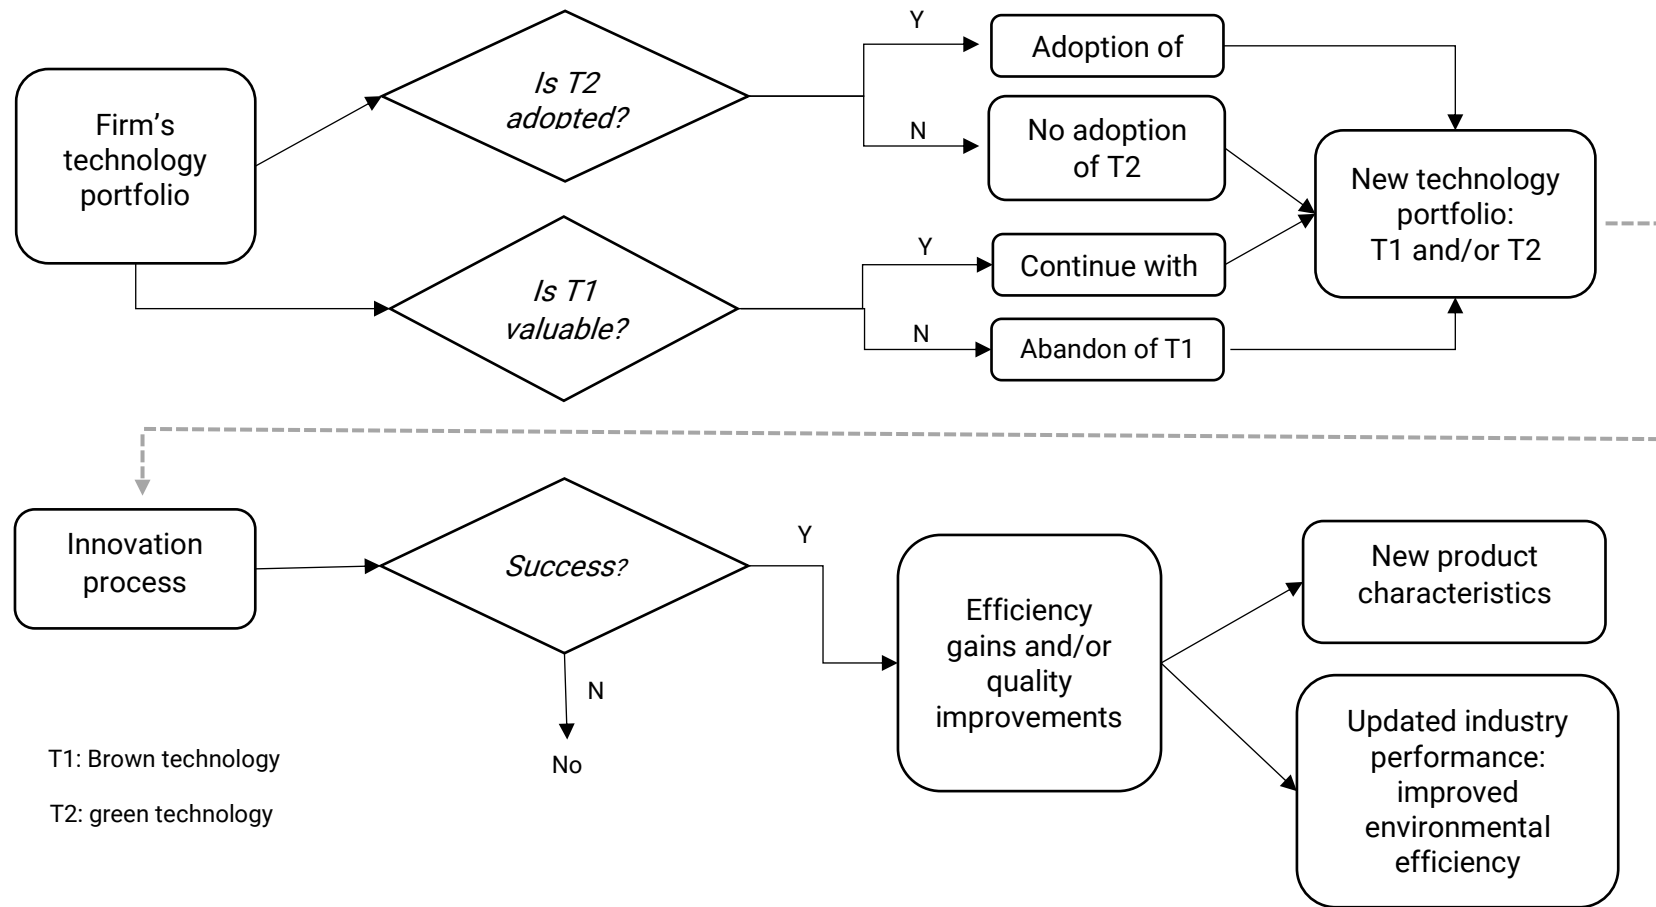 Firm's
technology
portfolio
Is T2
adopted?
Y
Adoption of
N
No adoption
of T2
Is T1
valuable?
Y
Continue with
N
Abandon of T1
New technology
portfolio:
T1 and/or T2
Innovation
process
Success?
Y
N
No
Efficiency
gains and/or
quality
improvements
New product
characteristics
Updated industry
performance:
improved
environmental
efficiency
T1: Brown technology
T2: green technology